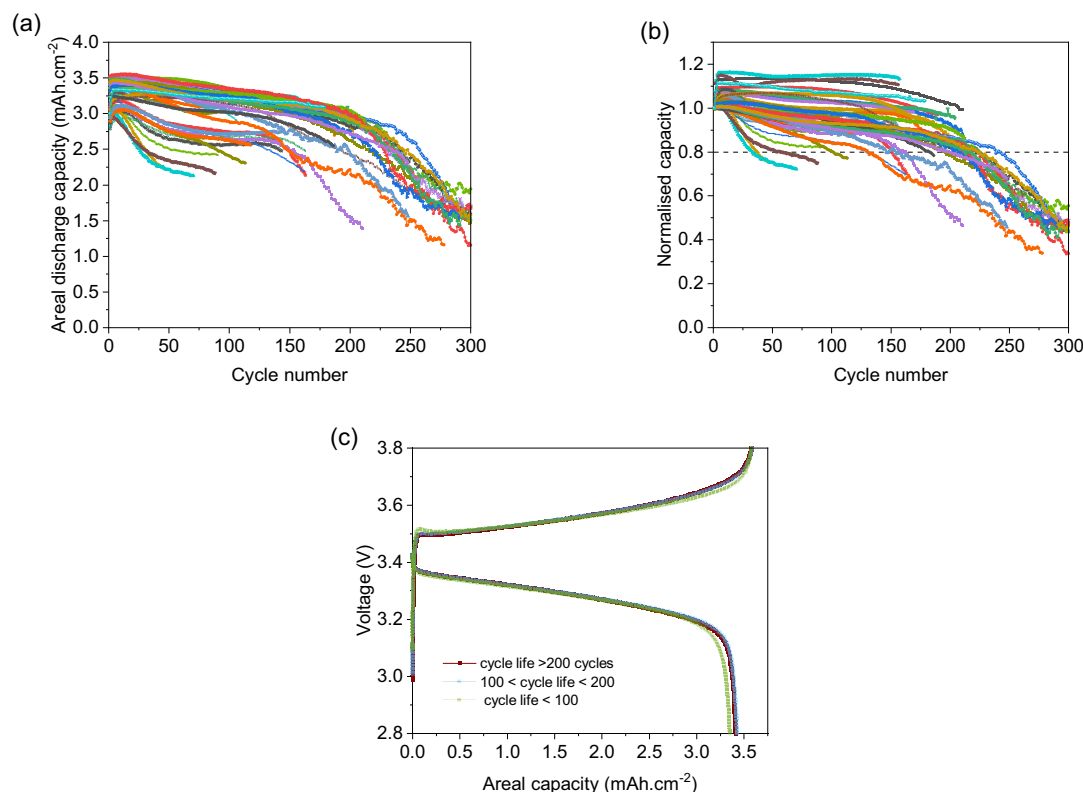 (a)
4.0
3.5
3.0
2.5
2.0
1.5
1.0
0.5
0.0
0 50 100 150 200 250 300
Cycle number
Areal discharge capacity (mAh.cm⁻²)
(b)
1.2
1.0
0.8
0.6
0.4
0.2
0.0
0 50 100 150 200 250 300
Cycle number
Normalised capacity
(c)
3.8
3.6
3.4
3.2
3.0
2.8
0.0 0.5 1.0 1.5 2.0 2.5 3.0 3.5
Areal capacity (mAh.cm⁻²)
Voltage (V)
cycle life >200 cycles
100 < cycle life < 200
cycle life < 100